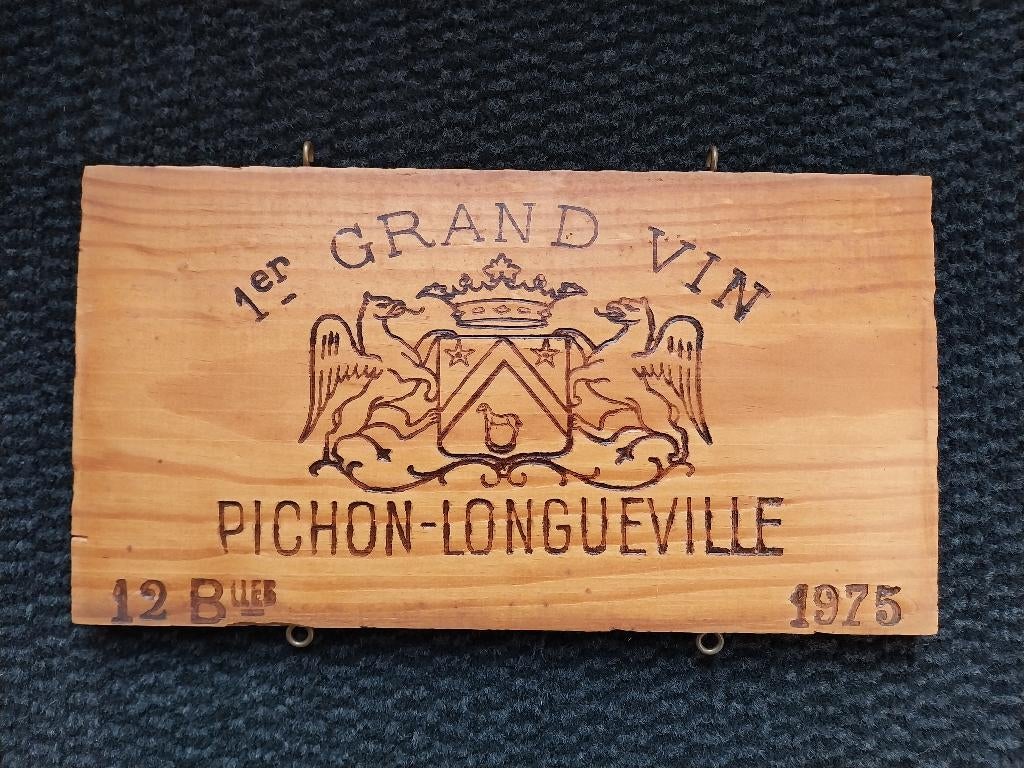 1er GRAND VIN
PICHON-LONGUEVILLE
12 Blles 1975